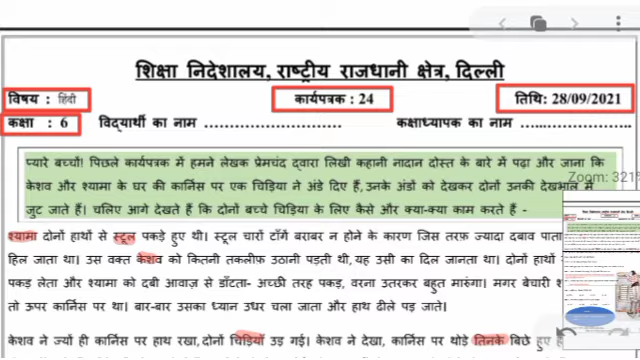 शिक्षा निदेशालय, राष्ट्रीय राजधानी क्षेत्र, दिल्ली
विषय : हिंदी कार्यपत्रक : 24 तिथि: 28/09/2021
कक्षा : 6 विद्यार्थी का नाम ............................. कक्षाध्यापक का नाम ........................
प्यारे बच्चों! पिछले कार्यपत्रक में हमने लेखक प्रेमचंद द्वारा लिखी कहानी नादान दोस्त के बारे में पढ़ा और जाना कि
केशव और श्यामा के घर की कार्निस पर एक चिड़िया ने अंडे दिए हैं,उनके अंडों को देखकर दोनों उनकी देखभाल में
Zoom: 321%
जुट जाते हैं। चलिए आगे देखते हैं कि दोनों बच्चे चिड़िया के लिए कैसे और क्या-क्या काम करते हैं -
श्यामा दोनों हाथों से स्टूल पकड़े हुए थी। स्टूल चारों टाँगें बराबर न होने के कारण जिस तरफ़ ज्यादा दबाव पाता
हिल जाता था। उस वक्त केशव को कितनी तकलीफ उठानी पड़ती थी,यह उसी का दिल जानता था। दोनों हाथों
पकड़ लेता और श्यामा को दबी आवाज़ से डाँटता- अच्छी तरह पकड़, वरना उतरकर बहुत मारूंगा। मगर बेचारी
तो ऊपर कार्निस पर था। बार-बार उसका ध्यान उधर चला जाता और हाथ ढीले पड़ जाते।
केशव ने ज्यों ही कार्निस पर हाथ रखा,दोनों चिड़ियाँ उड़ गई। केशव ने देखा, कार्निस पर थोड़े तिनके बिछे हुए